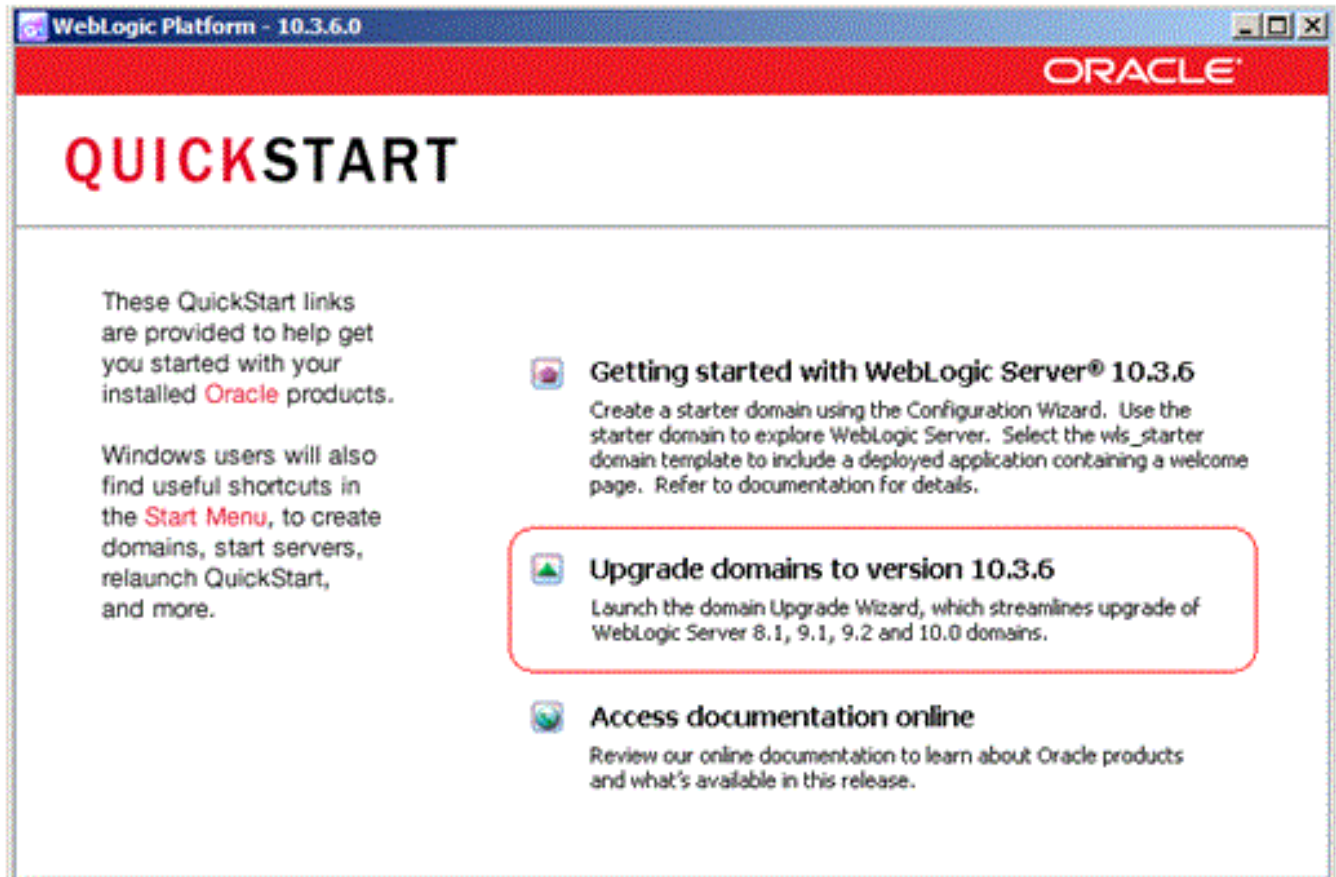 WebLogic Platform - 10.3.6.0
ORACLE
QUICKSTART
These QuickStart links
are provided to help get
you started with your
installed Oracle products.
Windows users will also
find useful shortcuts in
the Start Menu, to create
domains, start servers,
relaunch QuickStart,
and more.
Getting started with WebLogic Server® 10.3.6
Create a starter domain using the Configuration Wizard. Use the
starter domain to explore WebLogic Server. Select the wls_starter
domain template to include a deployed application containing a welcome
page. Refer to documentation for details.
Upgrade domains to version 10.3.6
Launch the domain Upgrade Wizard, which streamlines upgrade of
WebLogic Server 8.1, 9.1, 9.2 and 10.0 domains.
Access documentation online
Review our online documentation to learn about Oracle products
and what's available in this release.